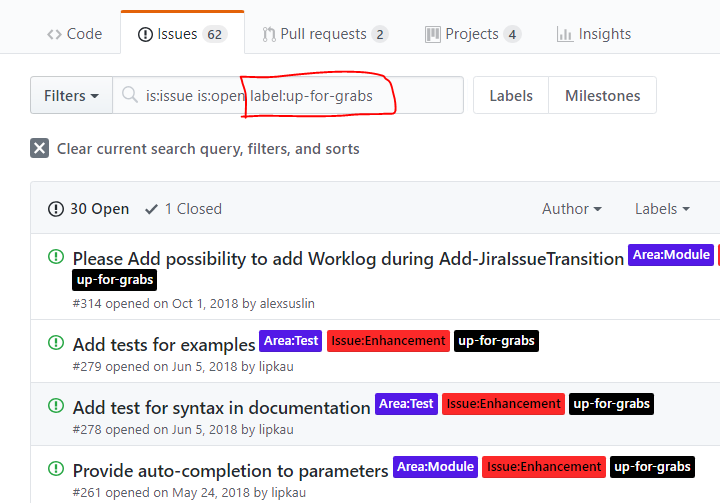 Code Issues 62 Pull requests 2 Projects 4 Insights
Filters is:issue is:open label:up-for-grabs Labels Milestones
Clear current search query, filters, and sorts
30 Open 1 Closed Author Labels
Please Add possibility to add Worklog during Add-JiraIssueTransition Area:Module
up-for-grabs
#314 opened on Oct 1, 2018 by alexsuslin
Add tests for examples Area:Test Issue:Enhancement up-for-grabs
#279 opened on Jun 5, 2018 by lipkau
Add test for syntax in documentation Area:Test Issue:Enhancement up-for-grabs
#278 opened on Jun 5, 2018 by lipkau
Provide auto-completion to parameters Area:Module Issue:Enhancement up-for-grabs
#261 opened on May 24, 2018 by lipkau